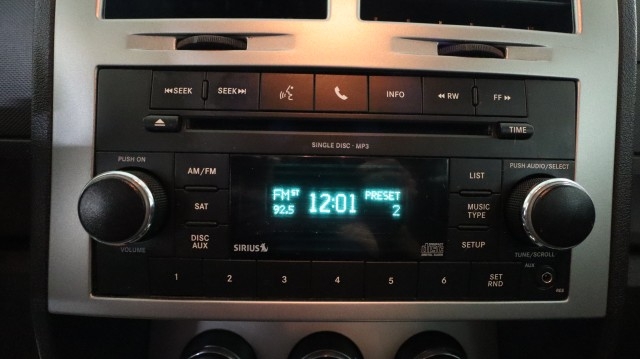 SEEK SEEK INFO RW FF
TIME
SINGLE DISC · MP3
PUSH ON
PUSH AUDIO/SELECT
AM/FM
LIST
FM ST 12:01 PRESET
92.5 2
SAT
MUSIC
TYPE
DISC
AUX
SIRIUS
SETUP
VOLUME
TUNE/SCROLL
1 2 3 4 5 6 SET
RND
AUX